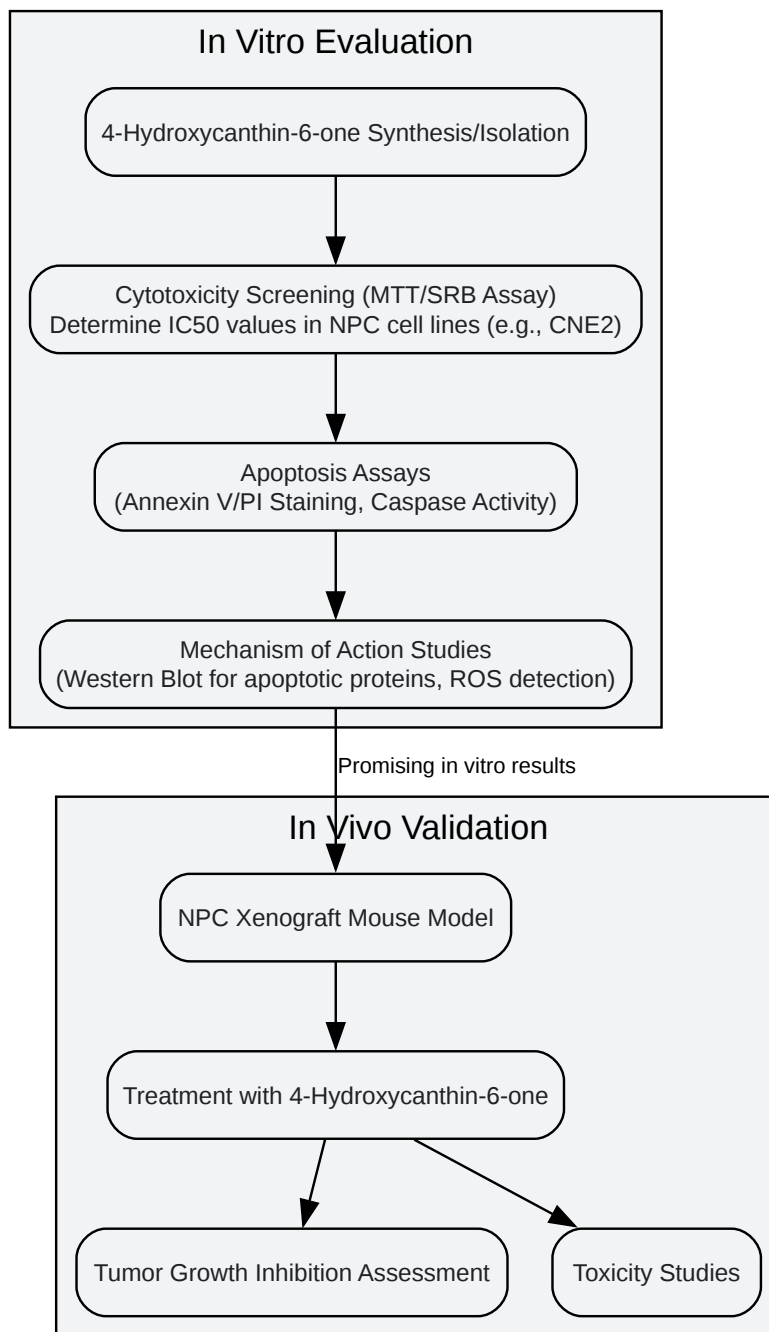 In Vitro Evaluation
4-Hydroxycanthin-6-one Synthesis/Isolation
Cytotoxicity Screening (MTT/SRB Assay)
Determine IC50 values in NPC cell lines (e.g., CNE2)
Apoptosis Assays
(Annexin V/PI Staining, Caspase Activity)
Mechanism of Action Studies
(Western Blot for apoptotic proteins, ROS detection)
Promising in vitro results
In Vivo Validation
NPC Xenograft Mouse Model
Treatment with 4-Hydroxycanthin-6-one
Tumor Growth Inhibition Assessment
Toxicity Studies